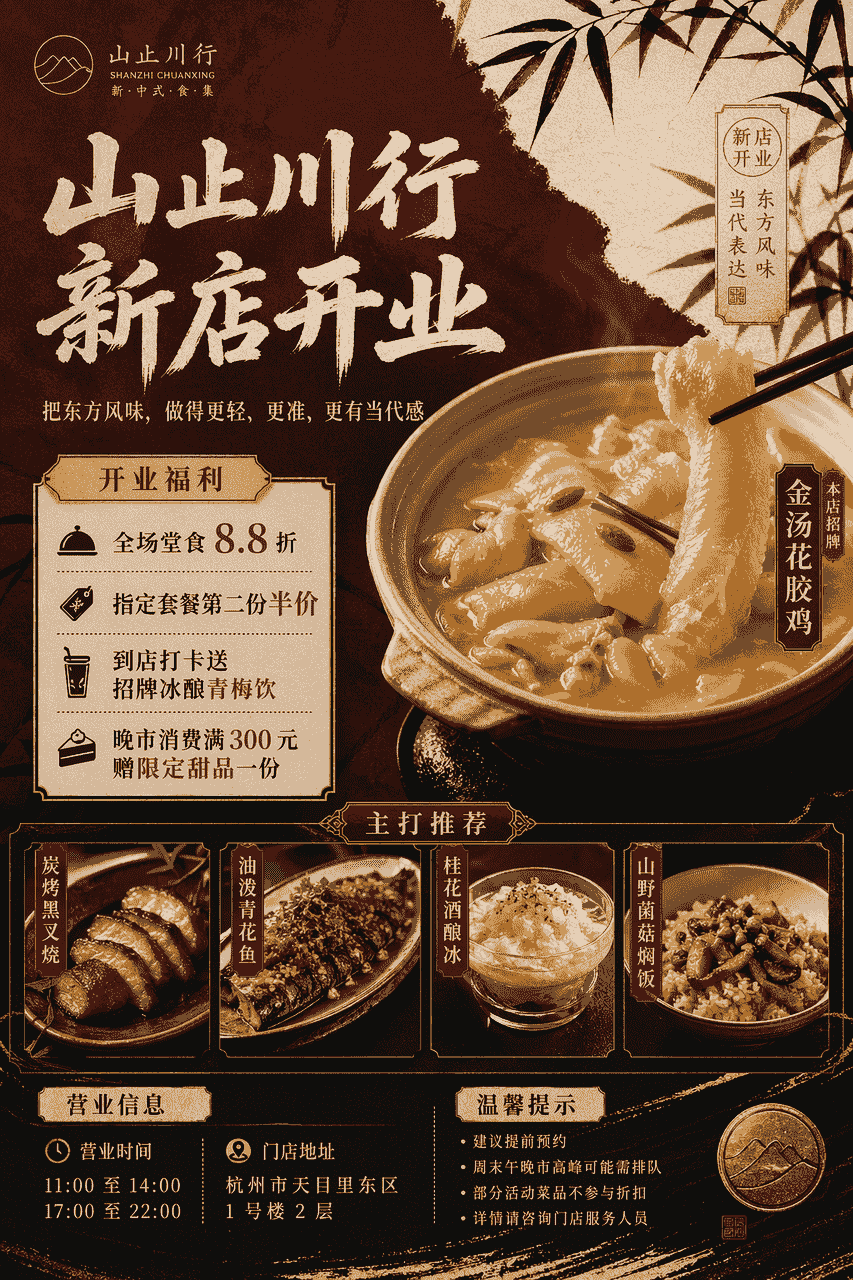 山止川行
SHANZHI CHUANXING
新·中式·食·集
山止川行
新店开业
把东方风味，做得更轻、更准、更有当代感
新店
开业
东方风味
当代表达
本店招牌
金汤花胶鸡
开业福利
全场堂食 8.8 折
指定套餐第二份半价
到店打卡送
招牌冰酿青梅饮
晚市消费满 300 元
赠限定甜品一份
主打推荐
炭烤黑叉烧
油泼青花鱼
桂花酒酿冰
山野菌菇焖饭
营业信息
营业时间
11:00 至 14:00
17:00 至 22:00
门店地址
杭州市天目里东区
1 号楼 2 层
温馨提示
• 建议提前预约
• 周末午晚市高峰可能需排队
• 部分活动菜品不参与折扣
• 详情请咨询门店服务人员